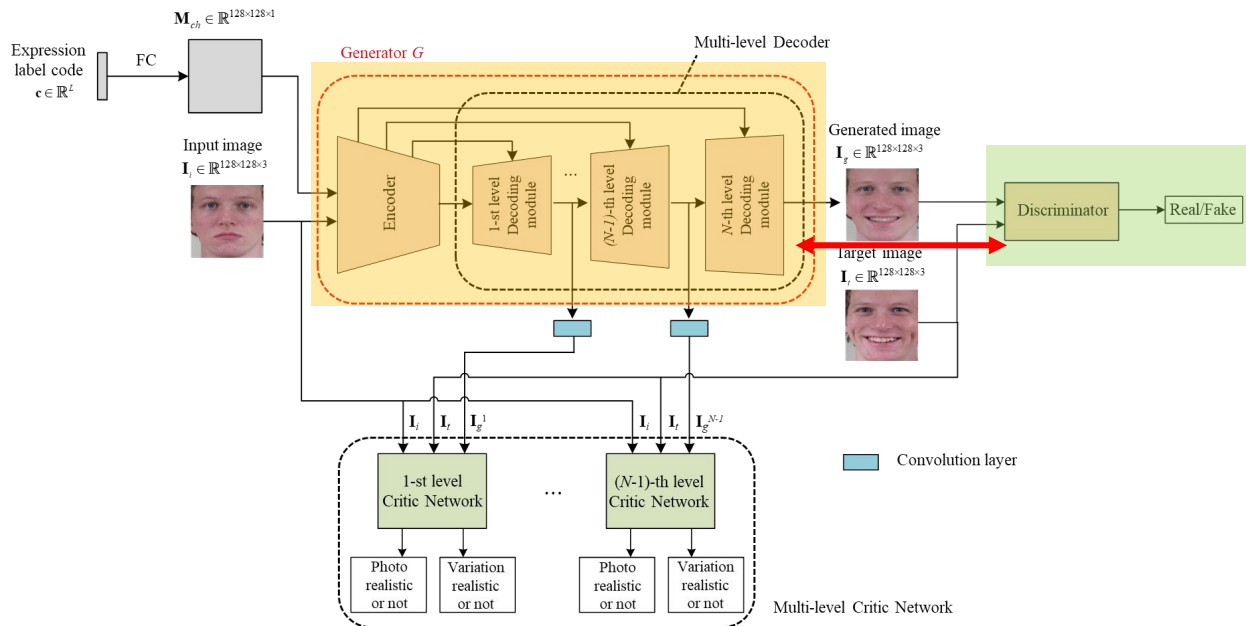 M_ch ∈ ℝ^128×128×1
Expression
label code
c ∈ ℝ^L
FC
Input image
I_i ∈ ℝ^128×128×3
Generator G
Multi-level Decoder
Encoder
1-st level
Decoding
module
...
(N-1)-th level
Decoding
module
N-th level
Decoding
module
Generated image
I_g ∈ ℝ^128×128×3
Target image
I_t ∈ ℝ^128×128×3
Discriminator
Real/Fake
I_i
I_t
I_g^1
I_i
I_t
I_g^N-1
1-st level
Critic Network
...
(N-1)-th level
Critic Network
Photo
realistic
or not
Variation
realistic
or not
Photo
realistic
or not
Variation
realistic
or not
Convolution layer
Multi-level Critic Network